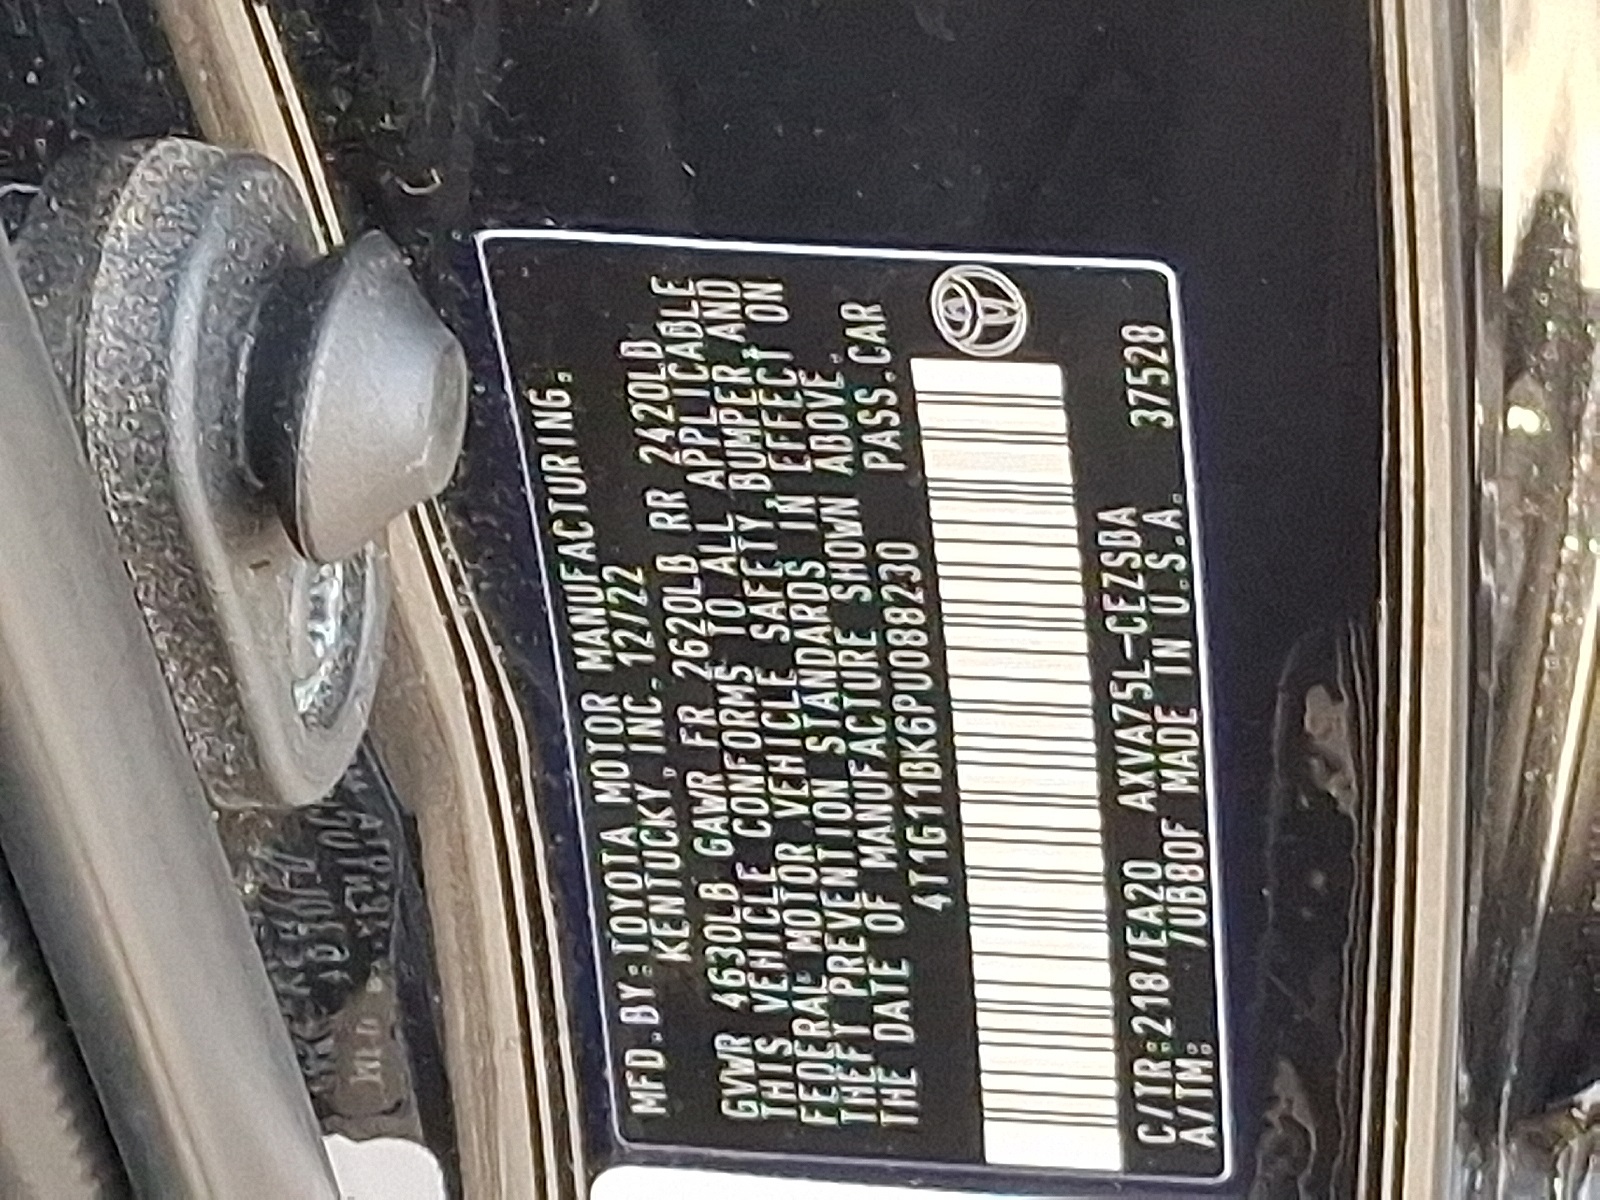 MFD.BY:TOYOTA MOTOR MANUFACTURING.
KENTUCKY,INC. 12/22
GVWR 4630LB GAWR FR 2620LB RR 2420LB
THIS VEHICLE CONFORMS TO ALL APPLICABLE
FEDERAL MOTOR VEHICLE SAFETY,BUMPER,AND
THEFT PREVENTION STANDARDS IN EFFECT ON
THE DATE OF MANUFACTURE SHOWN ABOVE.
4T1G11BK6PU088230 PASS.CAR
C/TR:218/EA20 AXVA75L-CEZSBA 37528
A/TM: /UB80F MADE IN U.S.A.